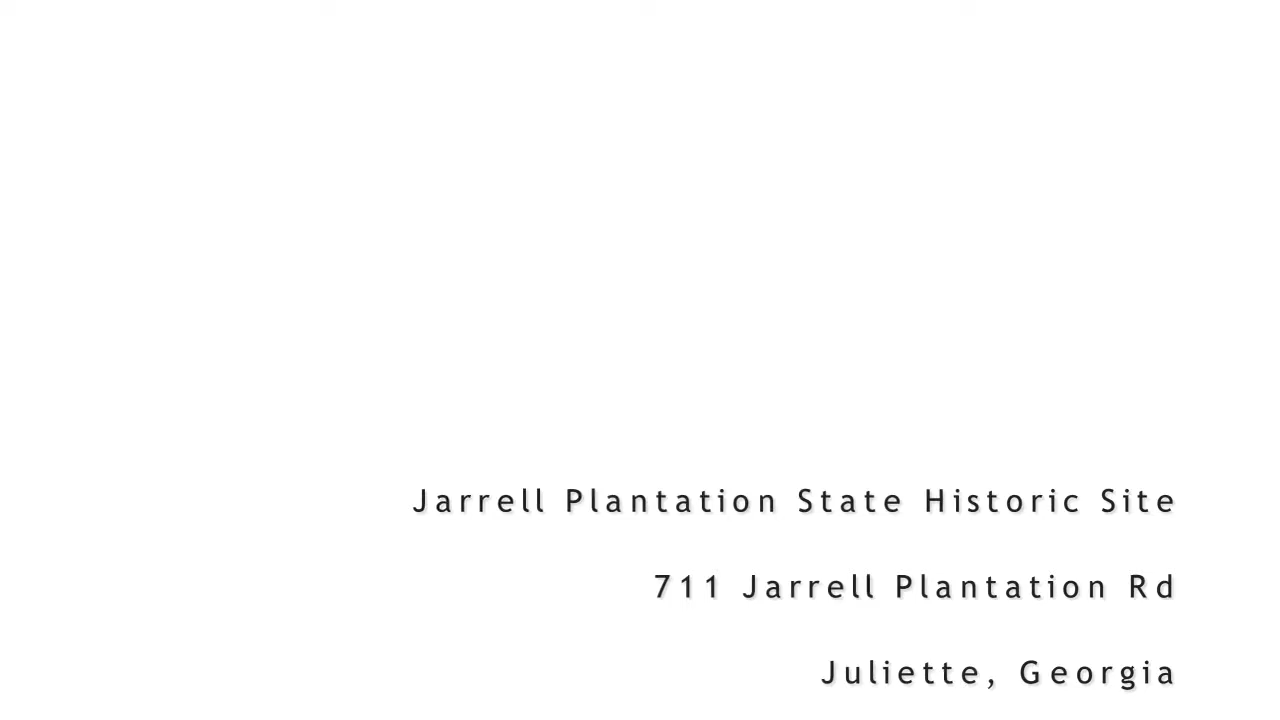 Jarrell Plantation State Historic Site
711 Jarrell Plantation Rd
Juliette, Georgia